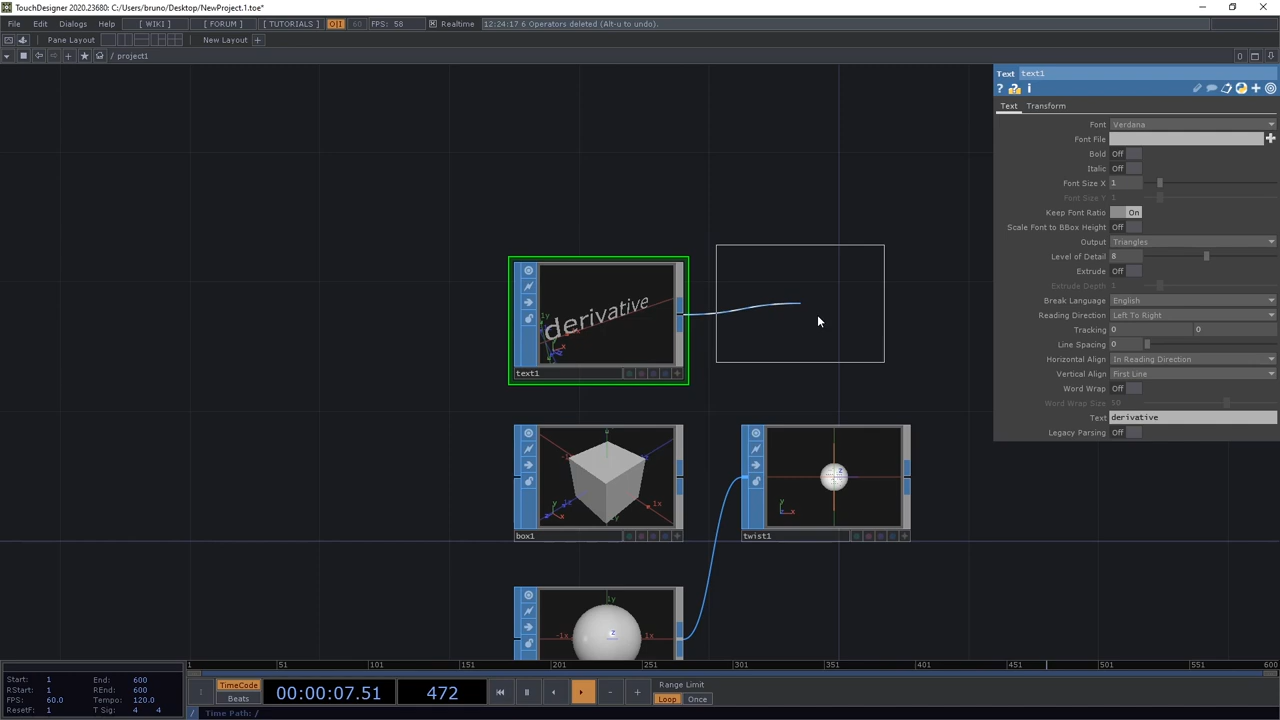 TouchDesigner 2020.23680: C:/Users/bruno/Desktop/NewProject.1.toe*
File Edit Dialogs Help [ WIKI ] [ FORUM ] [ TUTORIALS ] O|I 60 FPS: 58 Realtime 12:24:17 6 Operators deleted (Alt-u to undo).
Pane Layout New Layout +
/ project1
0
Text text1
? ? i
Text Transform
Font Verdana
Font File
Bold Off
Italic Off
Font Size X 1
Font Size Y 1
Keep Font Ratio On
Scale Font to BBox Height Off
Output Triangles
Level of Detail 8
Extrude Off
Extrude Depth 1
Break Language English
Reading Direction Left To Right
Tracking 0 0
Line Spacing 0
Horizontal Align In Reading Direction
Vertical Align First Line
Word Wrap Off
Word Wrap Size 50
Text derivative
Legacy Parsing Off
derivative
1y
x
text1
0
1x
y
x
box1
z
y
x
twist1
1y
-1x z 1x
1 51 101 151 201 251 301 351 401 451 501 551 600
Start: 1 End: 600
RStart: 1 REnd: 600
FPS: 60.0 Tempo: 120.0
ResetF: 1 T Sig: 4 4
TimeCode
Beats
00:00:07.51
472
- +
Range Limit
Loop Once
/ Time Path: /